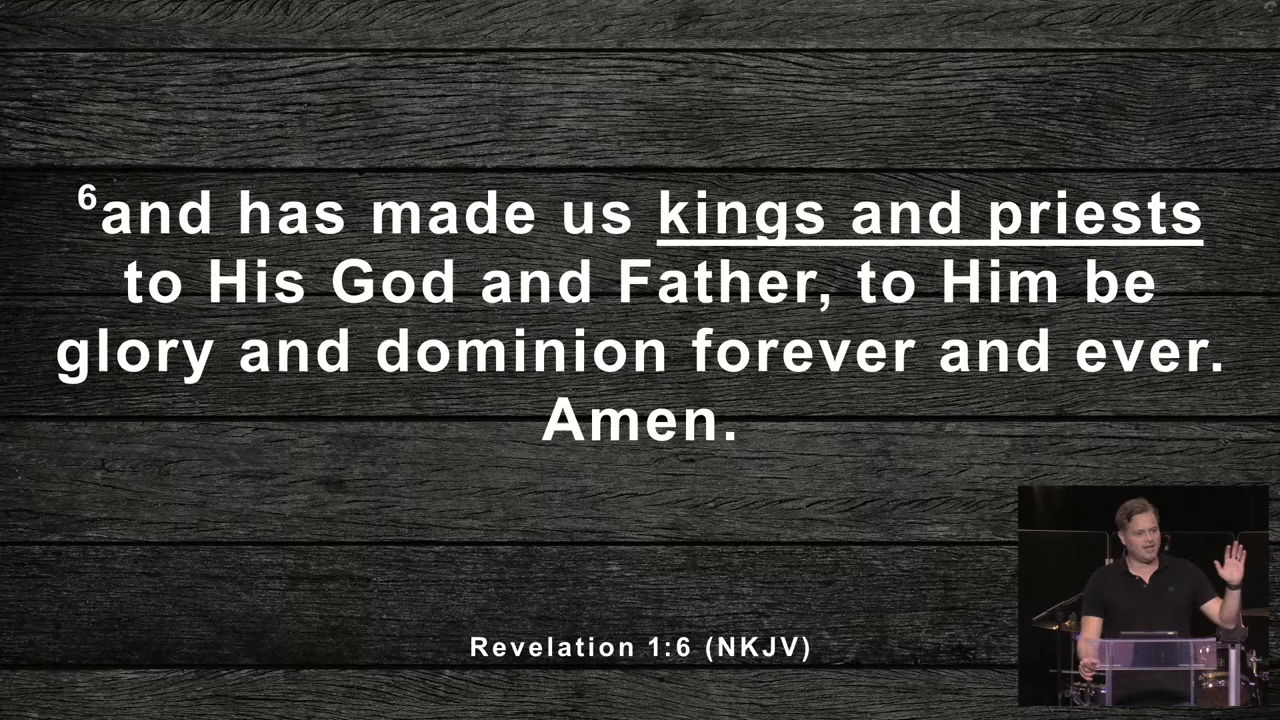 6and has made us kings and priests
to His God and Father, to Him be
glory and dominion forever and ever.
Amen.
Revelation 1:6 (NKJV)